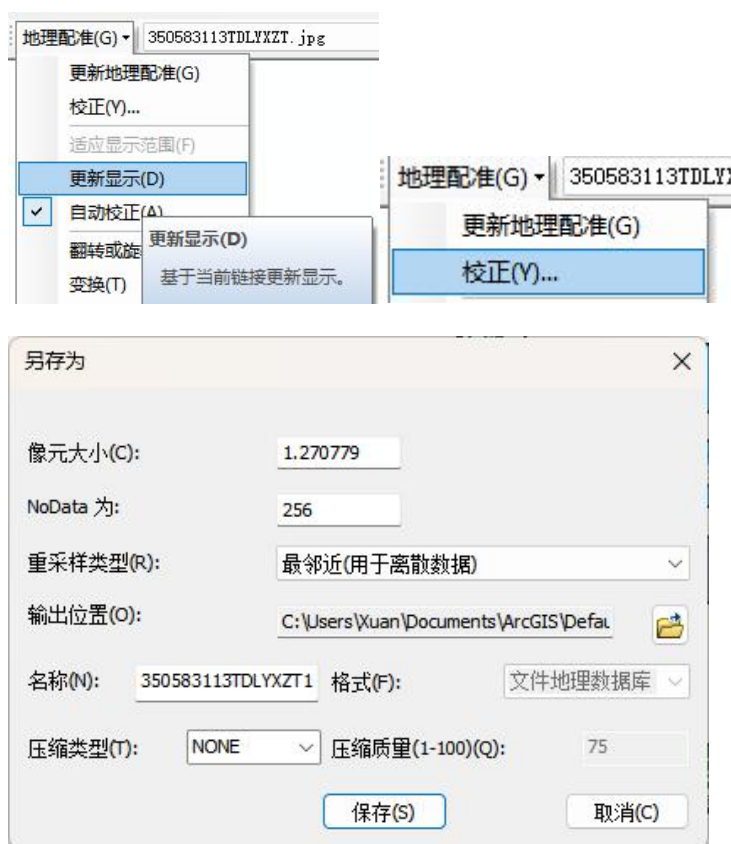 地理配准(G) 350583113TDLYXZT.jpg
更新地理配准(G)
校正(Y)...
适应显示范围(F)
更新显示(D)
自动校正(A)
翻转或旋
变换(T)
更新显示(D)
基于当前链接更新显示。
地理配准(G) 350583113TDLYX
更新地理配准(G)
校正(Y)...
另存为
像元大小(C): 1.270779
NoData 为: 256
重采样类型(R): 最邻近(用于离散数据)
输出位置(O): C:\Users\Xuan\Documents\ArcGIS\Defau
名称(N): 350583113TDLYXZT1 格式(F): 文件地理数据库
压缩类型(T): NONE 压缩质量(1-100)(Q): 75
保存(S) 取消(C)